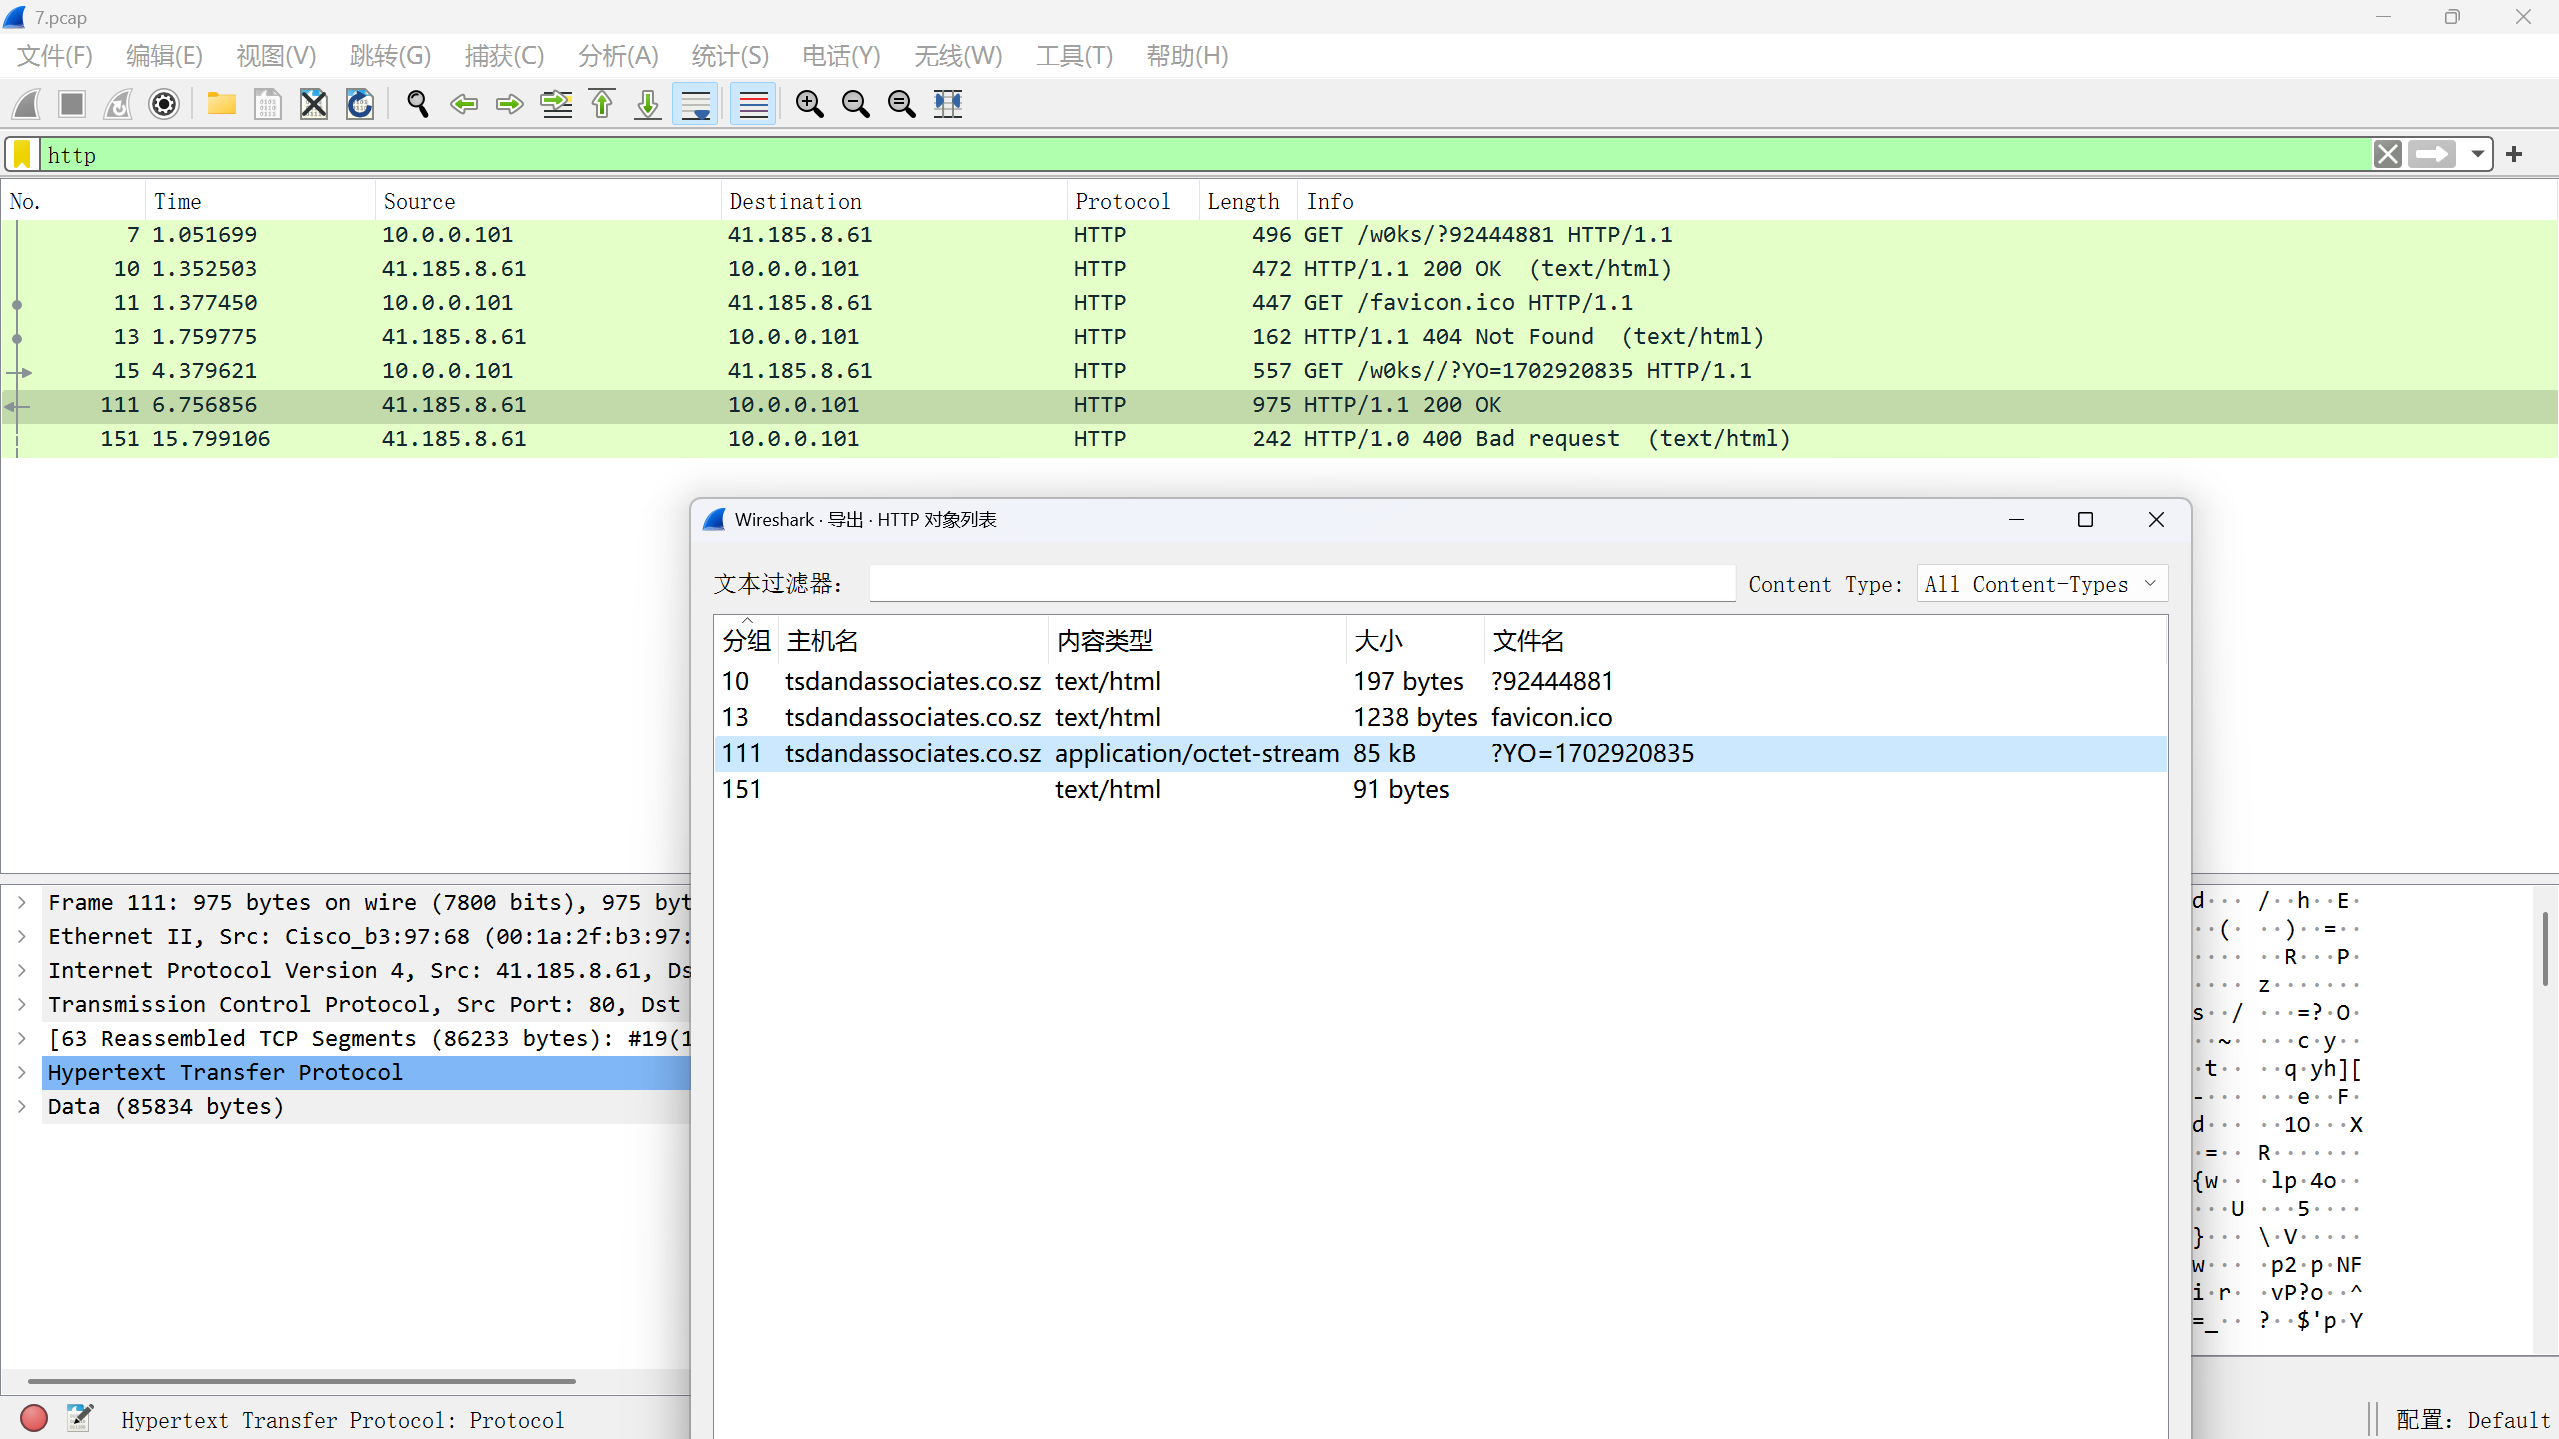 7.pcap
文件(F) 编辑(E) 视图(V) 跳转(G) 捕获(C) 分析(A) 统计(S) 电话(Y) 无线(W) 工具(T) 帮助(H)
http
No. Time Source Destination Protocol Length Info
7 1.051699 10.0.0.101 41.185.8.61 HTTP 496 GET /w0ks/?92444881 HTTP/1.1
10 1.352503 41.185.8.61 10.0.0.101 HTTP 472 HTTP/1.1 200 OK (text/html)
11 1.377450 10.0.0.101 41.185.8.61 HTTP 447 GET /favicon.ico HTTP/1.1
13 1.759775 41.185.8.61 10.0.0.101 HTTP 162 HTTP/1.1 404 Not Found (text/html)
15 4.379621 10.0.0.101 41.185.8.61 HTTP 557 GET /w0ks//?YO=1702920835 HTTP/1.1
111 6.756856 41.185.8.61 10.0.0.101 HTTP 975 HTTP/1.1 200 OK
151 15.799106 41.185.8.61 10.0.0.101 HTTP 242 HTTP/1.0 400 Bad request (text/html)
Wireshark · 导出 · HTTP 对象列表
文本过滤器: Content Type: All Content-Types
分组 主机名 内容类型 大小 文件名
10 tsdandassociates.co.sz text/html 197 bytes ?92444881
13 tsdandassociates.co.sz text/html 1238 bytes favicon.ico
111 tsdandassociates.co.sz application/octet-stream 85 kB ?YO=1702920835
151 text/html 91 bytes
Frame 111: 975 bytes on wire (7800 bits), 975 byt
Ethernet II, Src: Cisco_b3:97:68 (00:1a:2f:b3:97:
Internet Protocol Version 4, Src: 41.185.8.61, Ds
Transmission Control Protocol, Src Port: 80, Dst
[63 Reassembled TCP Segments (86233 bytes): #19(1
Hypertext Transfer Protocol
Data (85834 bytes)
d··· /··h··E·
··(· ··)··=··
···· ··R···P·
···· z·······
s··/ ···=?·O·
··~· ···c·y··
·t·· ··q·yh][
-··· ···e··F·
d··· ··1O···X
·=·· R·······
{w·· ·lp·4o··
···U ···5····
}··· \·V·····
w··· ·p2·p·NF
i·r· ·vP?o··^
=_·· ?··$'p·Y
Hypertext Transfer Protocol: Protocol
配置: Default